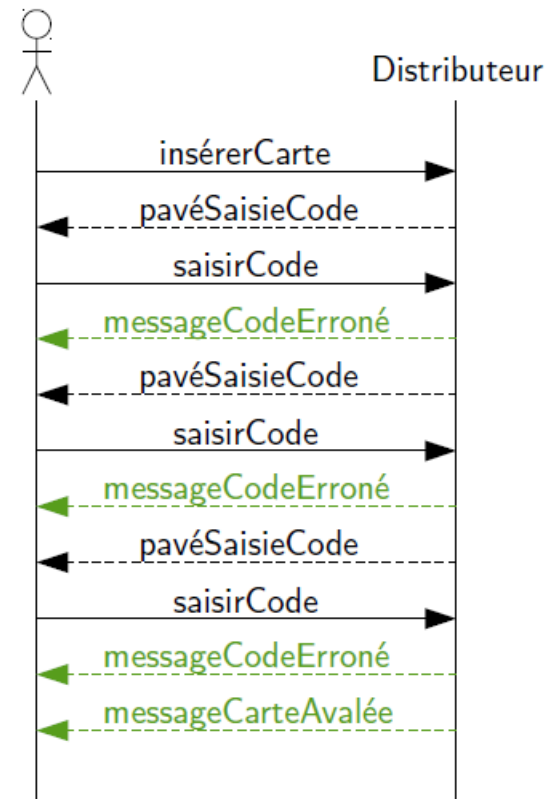 Distributeur
insérerCarte
pavéSaisieCode
saisirCode
messageCodeErroné
pavéSaisieCode
saisirCode
messageCodeErroné
pavéSaisieCode
saisirCode
messageCodeErroné
messageCarteAvalée